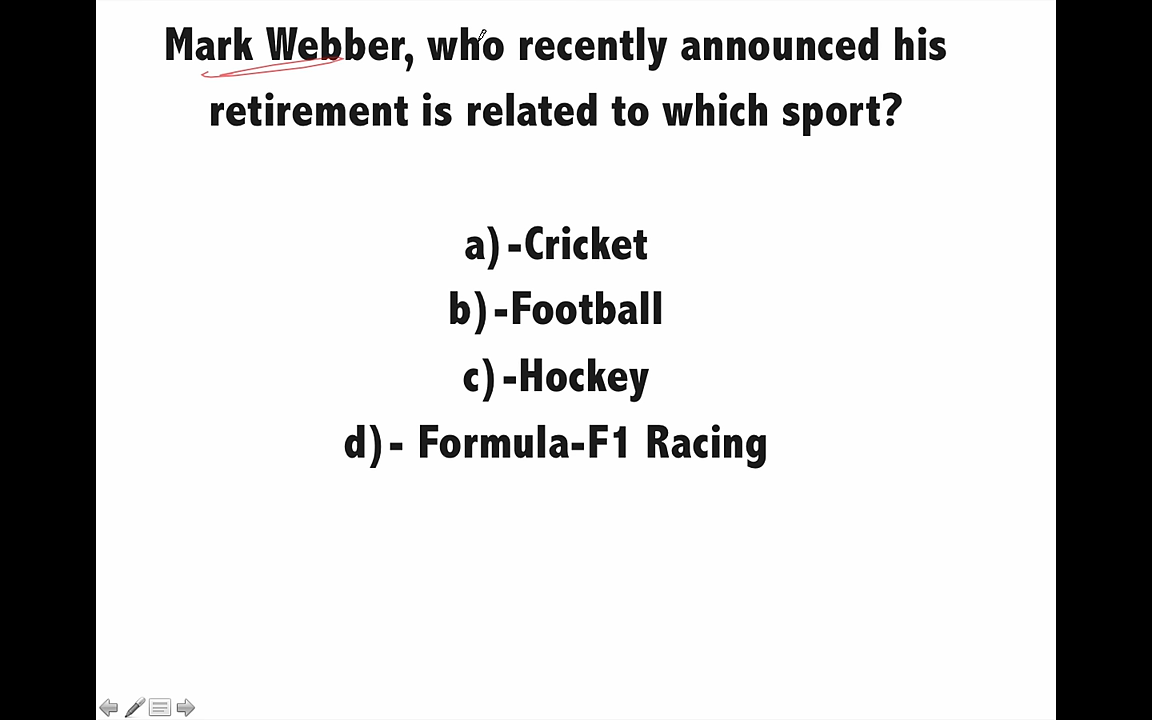 Mark Webber, who recently announced his
retirement is related to which sport?
a)-Cricket
b)-Football
c)-Hockey
d)- Formula-F1 Racing